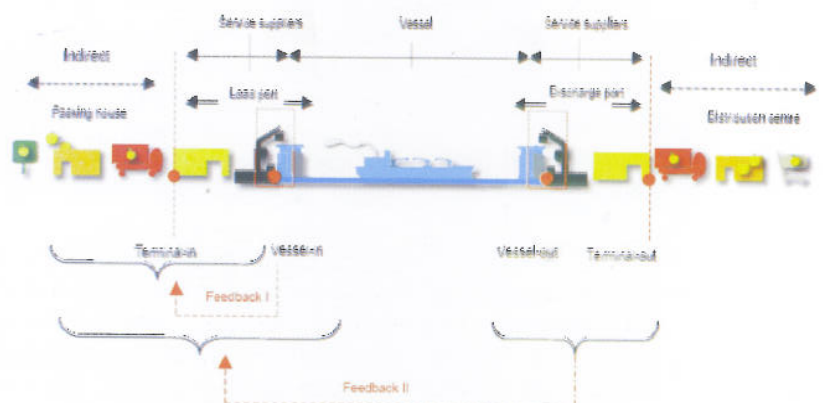 Service suppliers
Vessel
Service suppliers
Indirect
Indirect
Load port
Discharge port
Packing house
Distribution centre
Terminal-in
Vessel-in
Vessel-out
Terminal-out
Feedback I
Feedback II